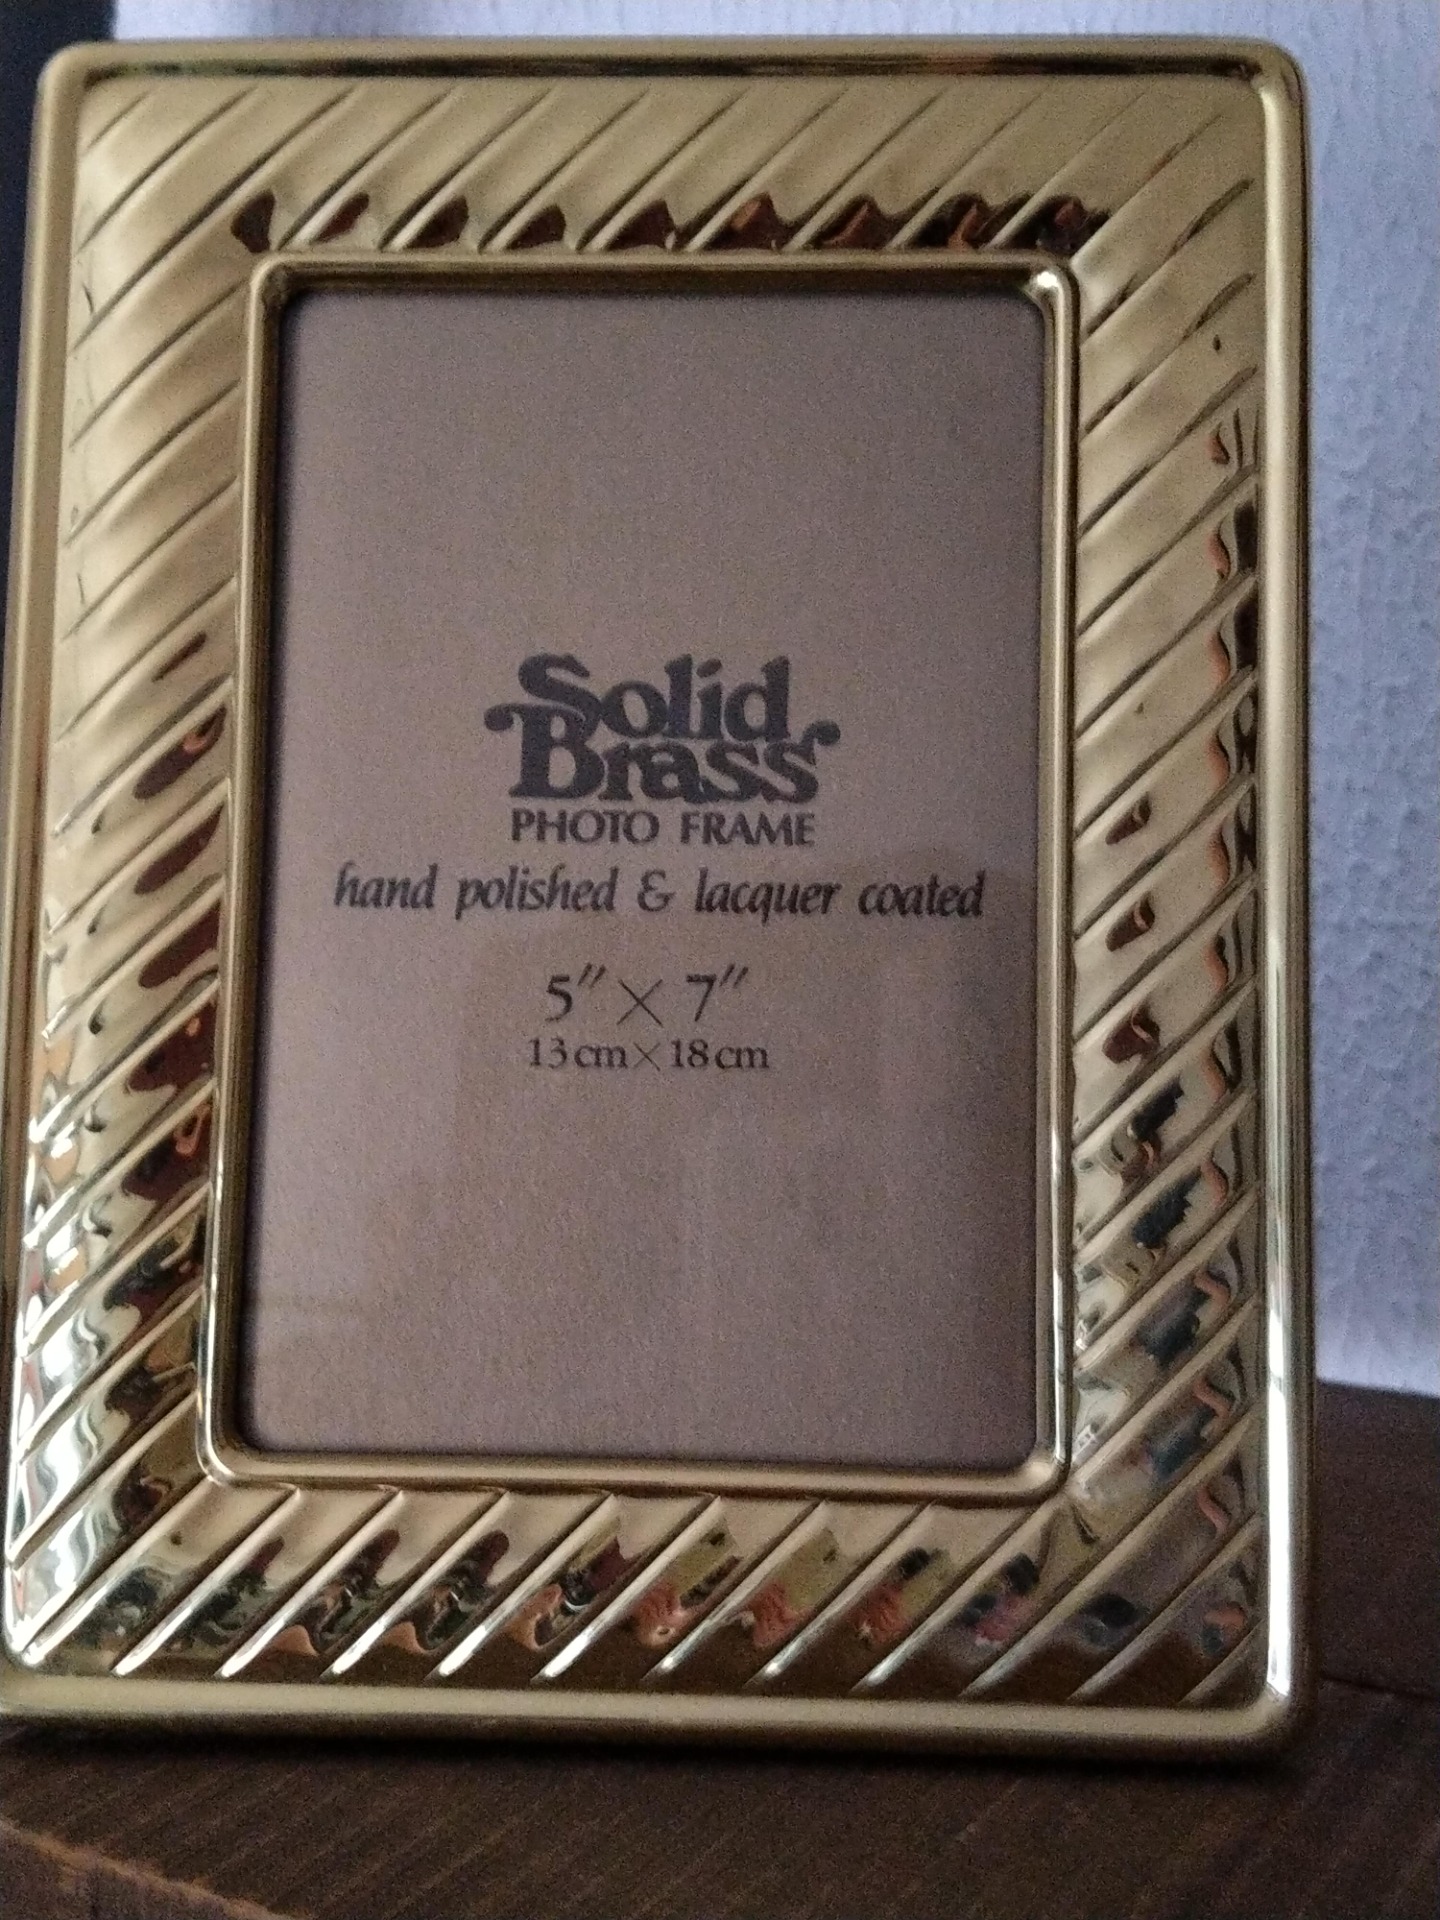 Solid
Brass
PHOTO FRAME
hand polished & lacquer coated
5" × 7"
13cm × 18cm